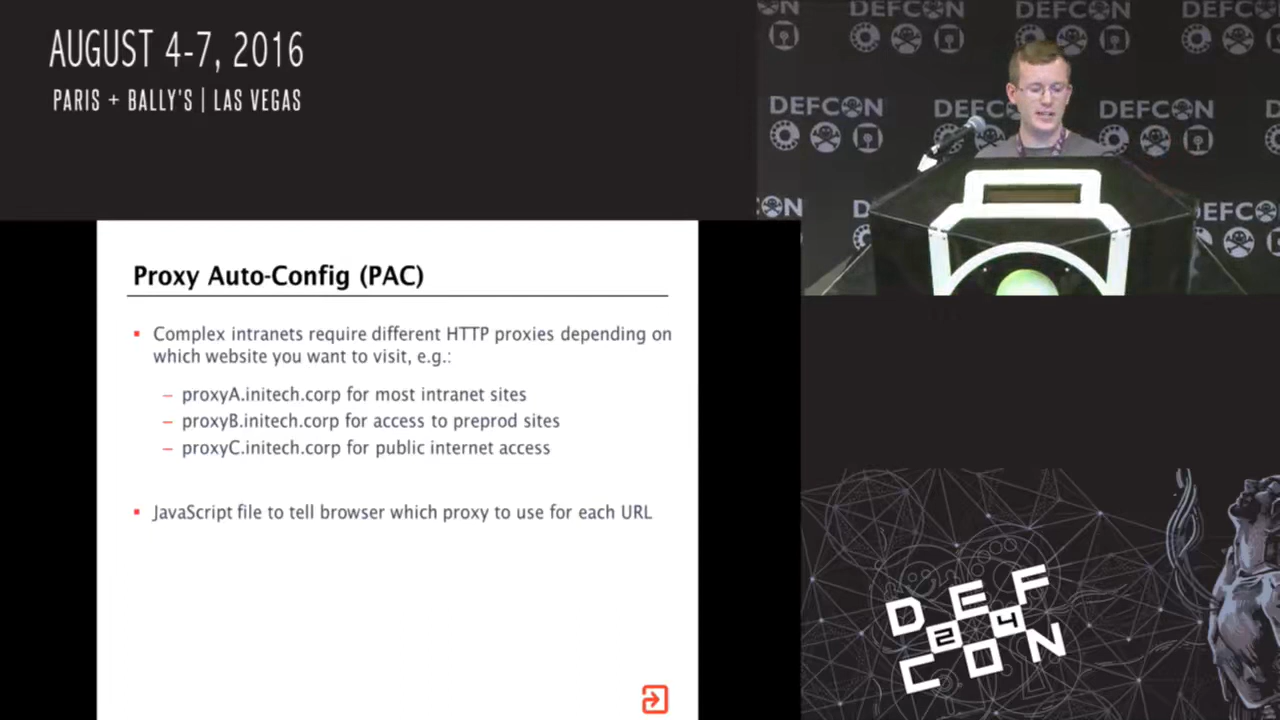 AUGUST 4-7, 2016
PARIS + BALLY'S | LAS VEGAS
DEFCON DEFCON
DEFCON DEFCON DEFCON
Proxy Auto-Config (PAC)
▪ Complex intranets require different HTTP proxies depending on
which website you want to visit, e.g.:
– proxyA.initech.corp for most intranet sites
– proxyB.initech.corp for access to preprod sites
– proxyC.initech.corp for public internet access
▪ JavaScript file to tell browser which proxy to use for each URL
DEF
24
CON